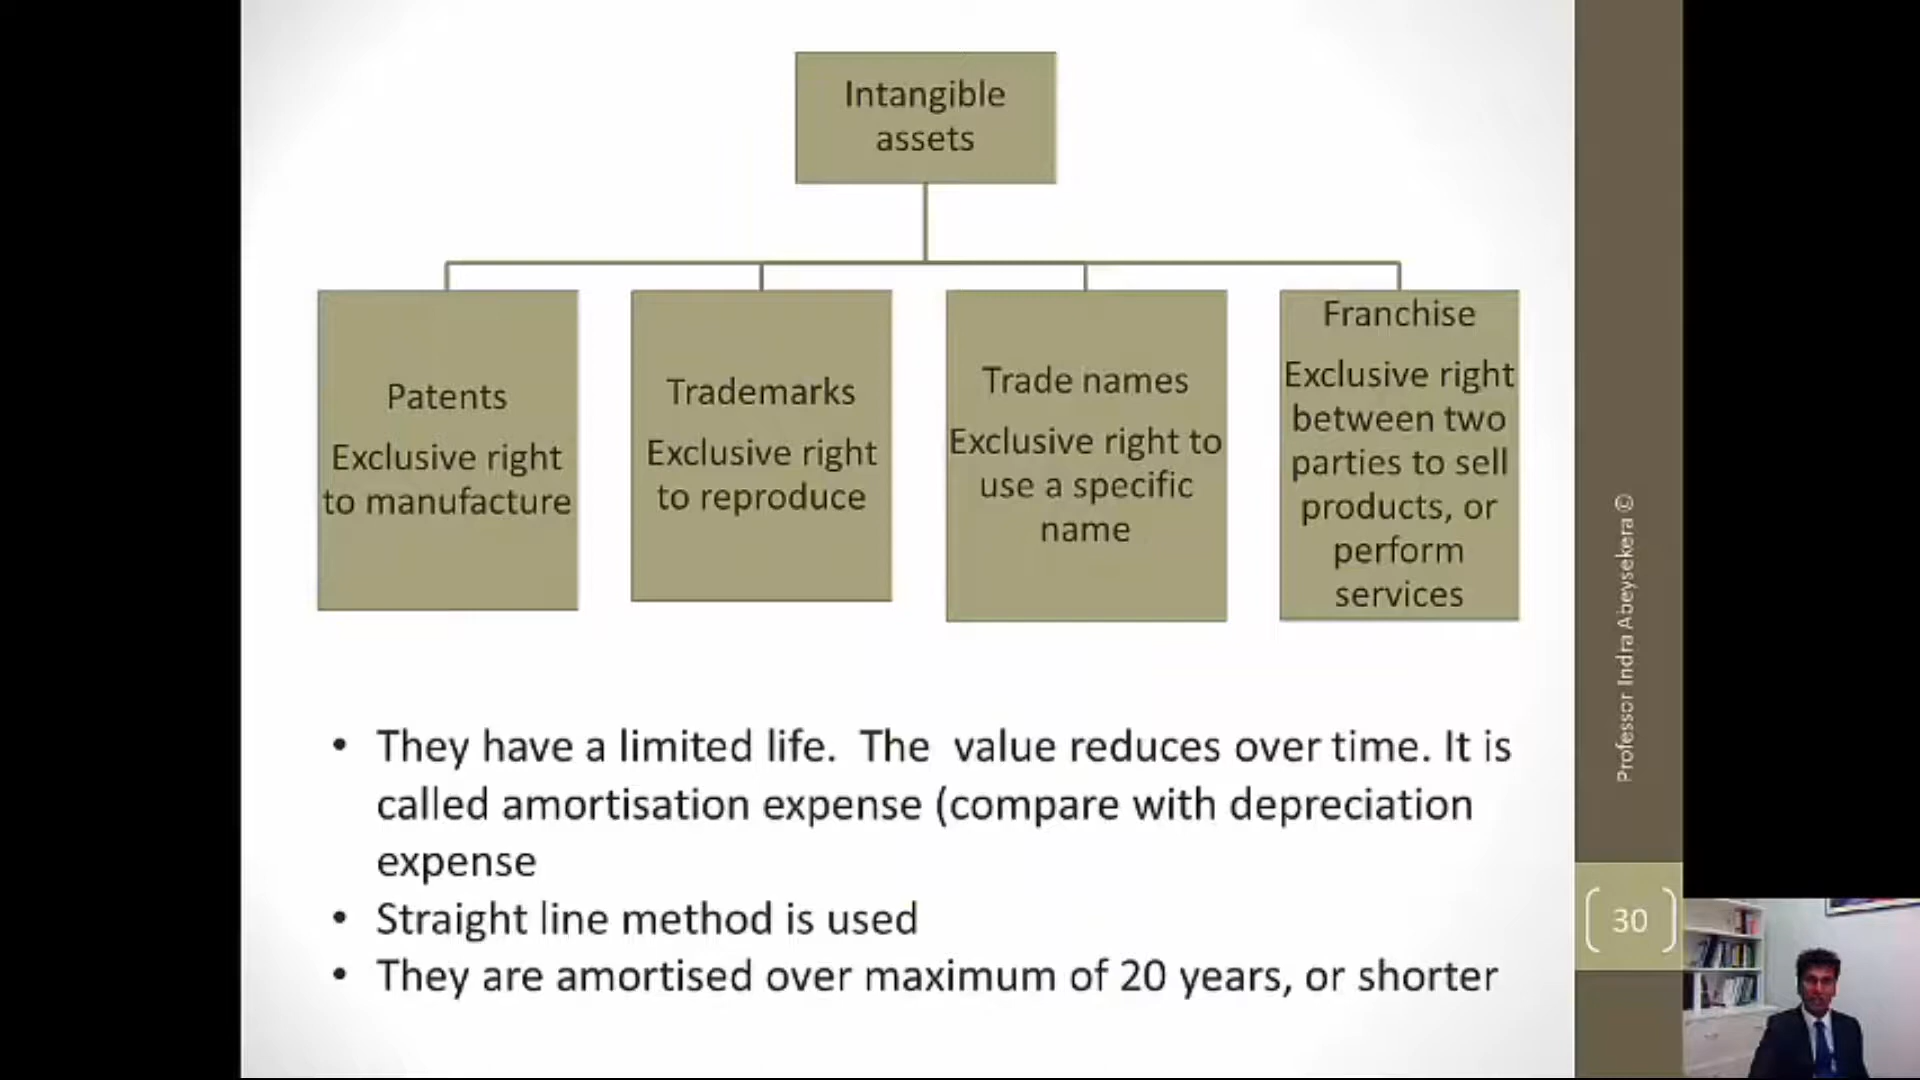 Intangible
assets
Patents
Exclusive right
to manufacture
Trademarks
Exclusive right
to reproduce
Trade names
Exclusive right to
use a specific
name
Franchise
Exclusive right
between two
parties to sell
products, or
perform
services
They have a limited life.  The  value reduces over time. It is
called amortisation expense (compare with depreciation
expense
Straight line method is used
They are amortised over maximum of 20 years, or shorter
Professor Indra Abeysekera ©
30